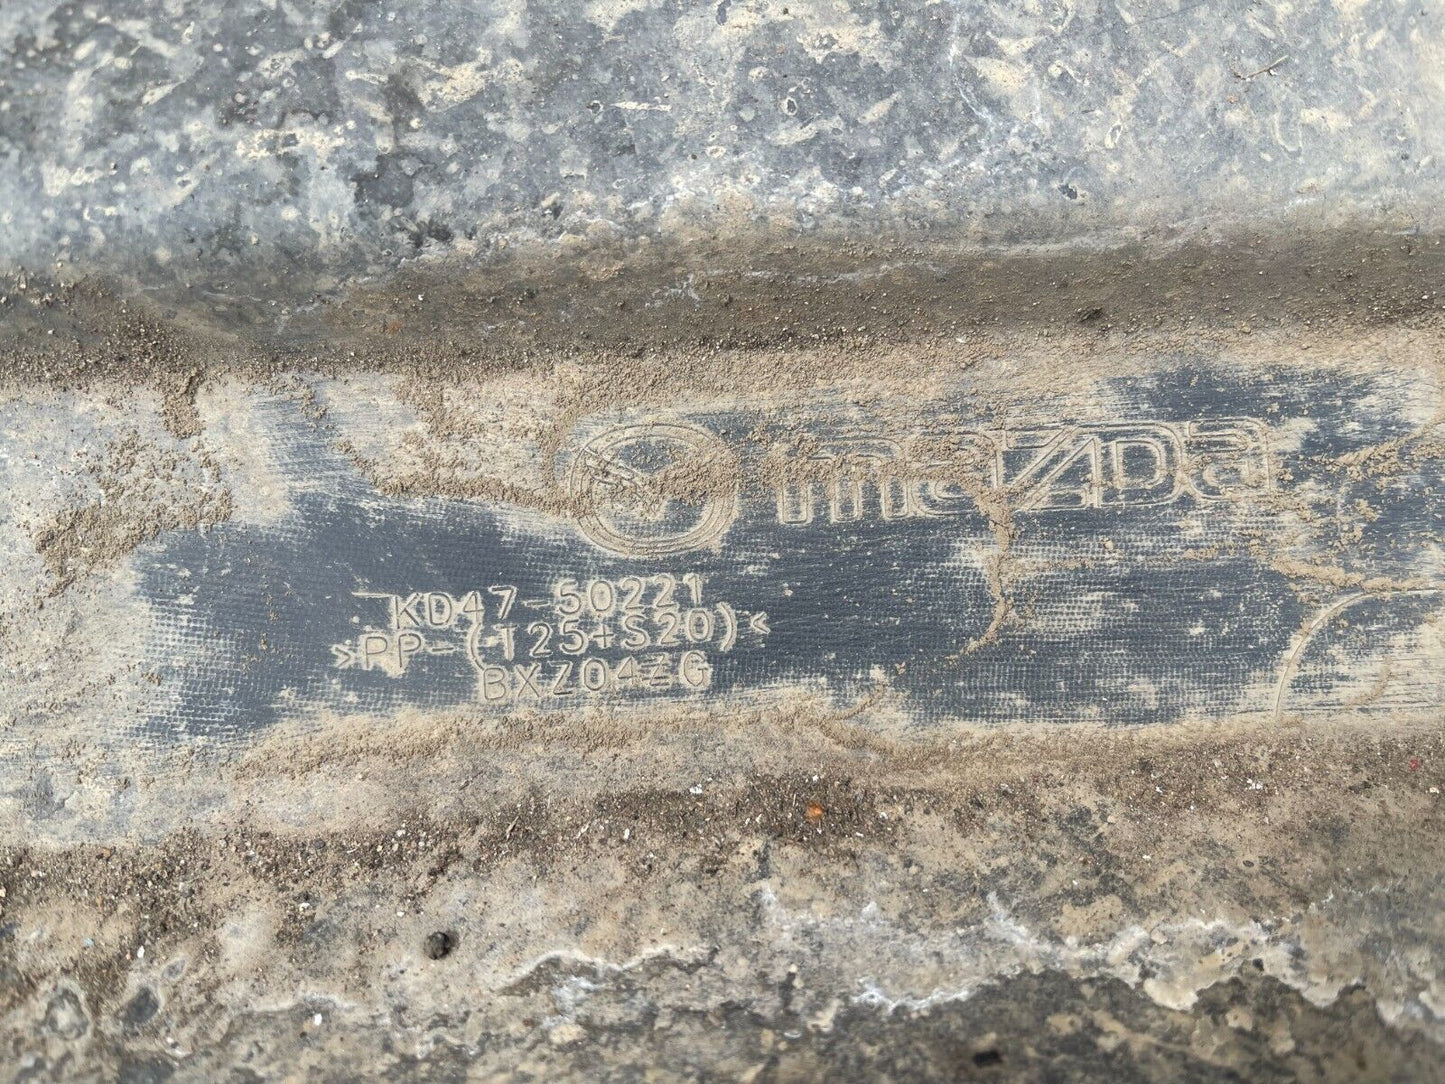 mazda
KD47-50221
>PP-(T25+S20)<
BXZ04ZG